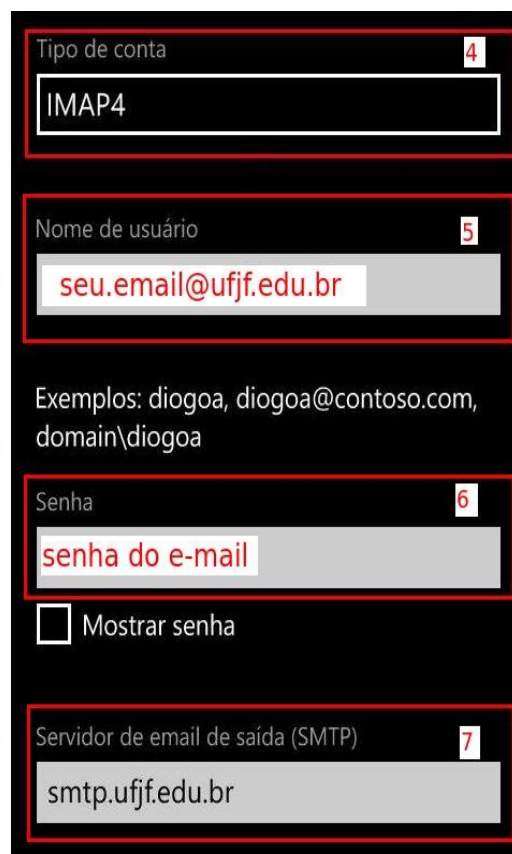 Tipo de conta 4
IMAP4
Nome de usuário 5
seu.email@ufjf.edu.br
Exemplos: diogoa, diogoa@contoso.com,
domain\diogoa
Senha 6
senha do e-mail
Mostrar senha
Servidor de email de saída (SMTP) 7
smtp.ufjf.edu.br